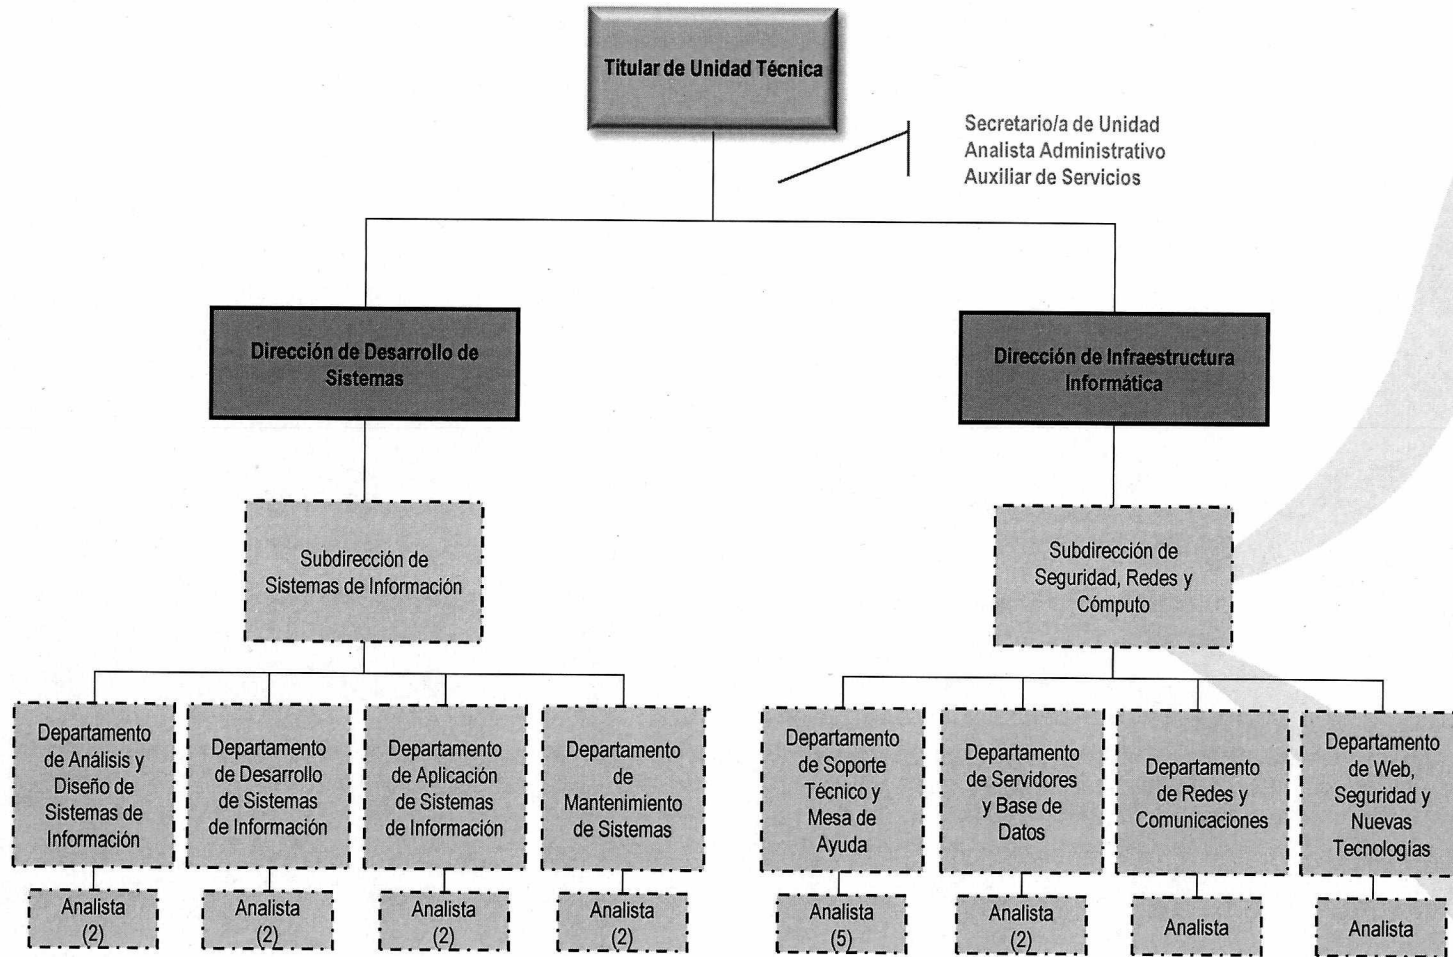 Titular de Unidad Técnica
Secretario/a de Unidad
Analista Administrativo
Auxiliar de Servicios
Dirección de Desarrollo de
Sistemas
Dirección de Infraestructura
Informática
Subdirección de
Sistemas de Información
Subdirección de
Seguridad, Redes y
Cómputo
Departamento
de Análisis y
Diseño de
Sistemas de
Información
Departamento
de Desarrollo
de Sistemas
de Información
Departamento
de Aplicación
de Sistemas
de Información
Departamento
de
Mantenimiento
de Sistemas
Departamento
de Soporte
Técnico y
Mesa de
Ayuda
Departamento
de Servidores
y Base de
Datos
Departamento
de Redes y
Comunicaciones
Departamento
de Web,
Seguridad y
Nuevas
Tecnologías
Analista
(2)
Analista
(2)
Analista
(2)
Analista
(2)
Analista
(5)
Analista
(2)
Analista
Analista